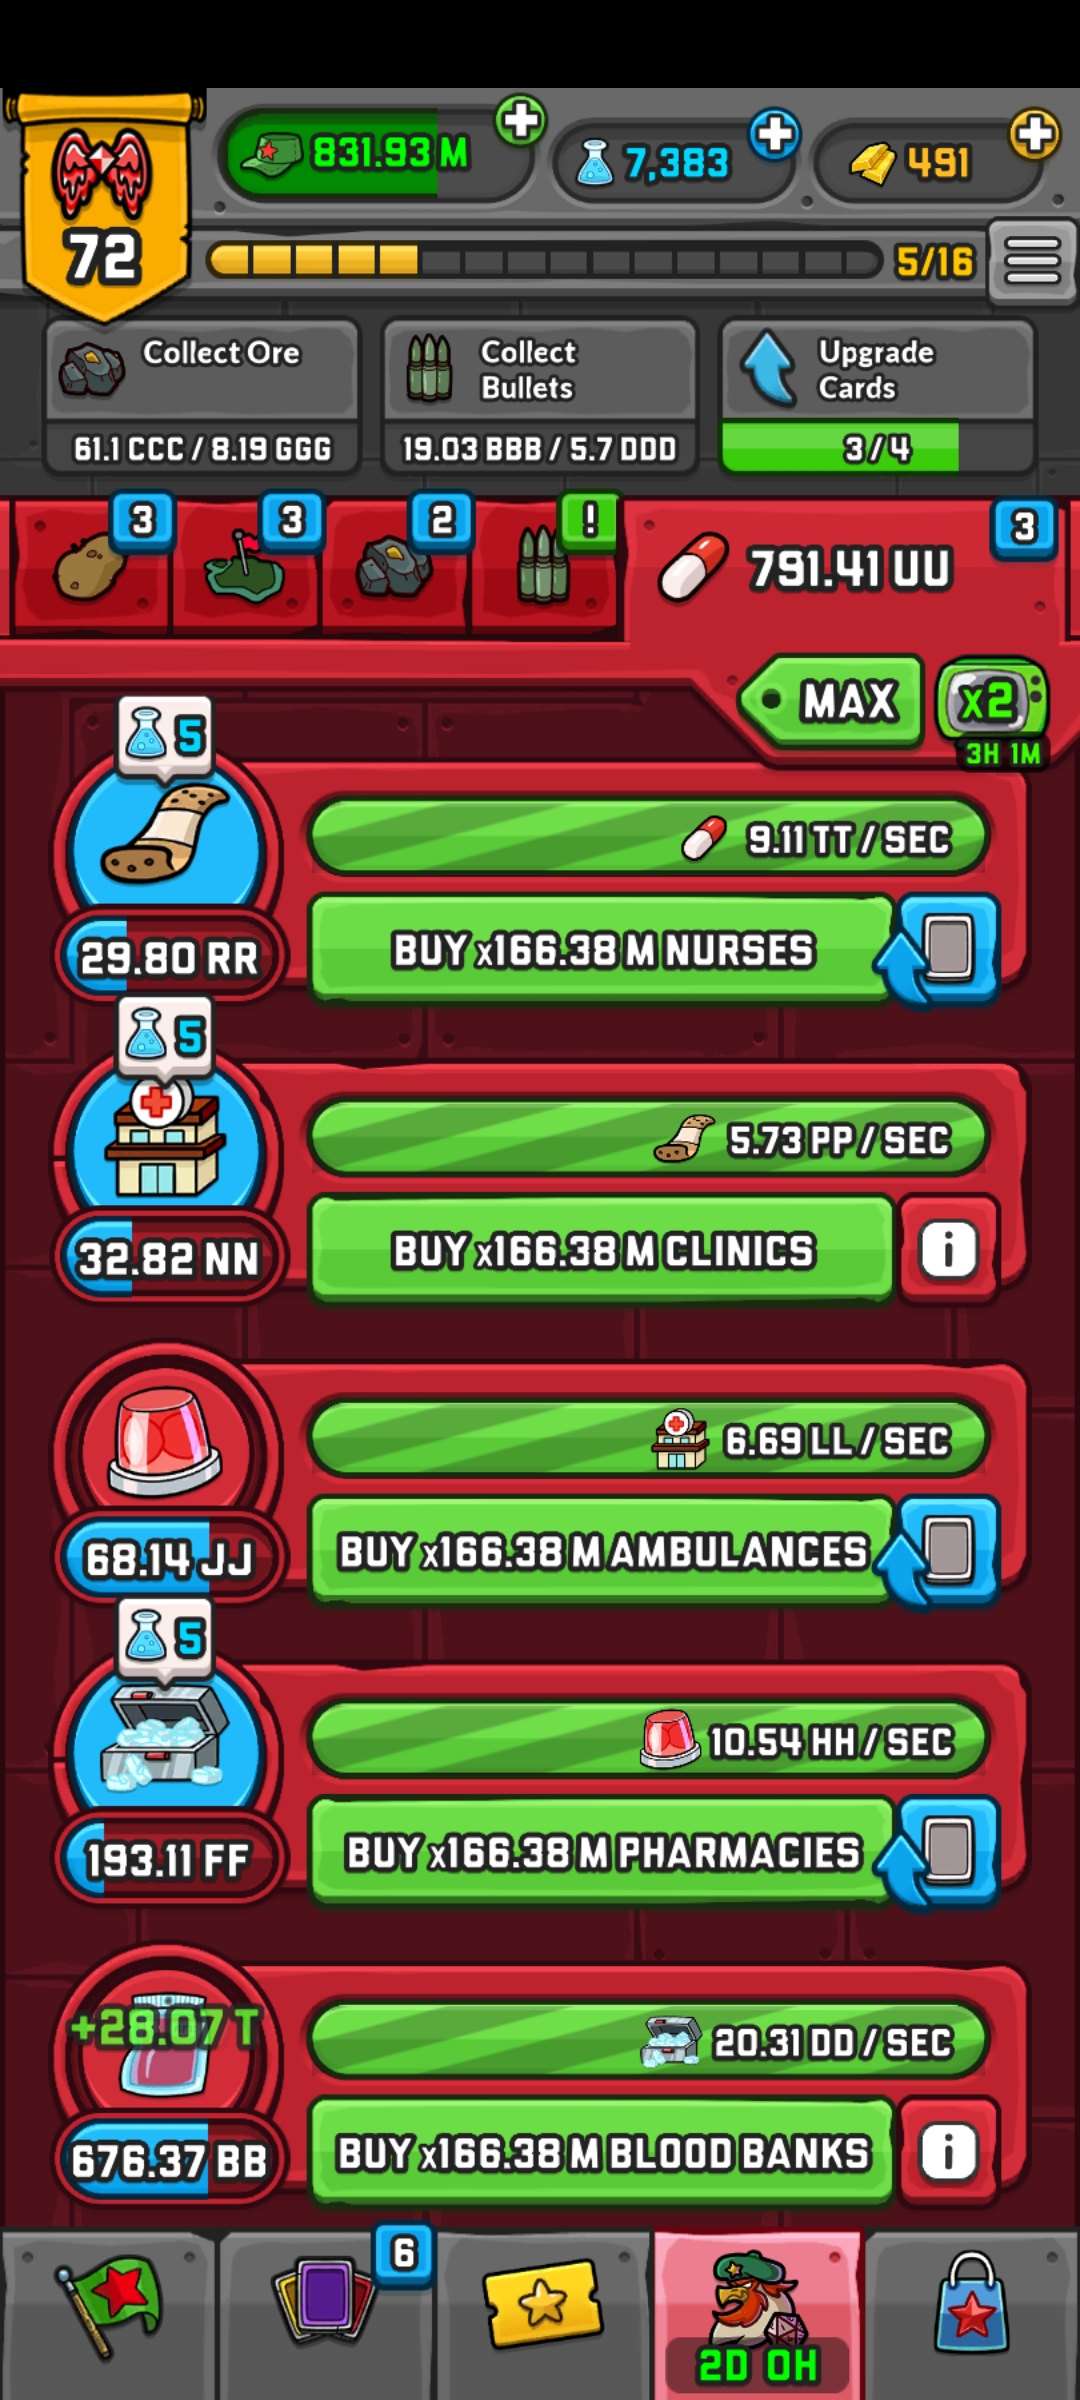 831.93 M
7,383
491
72
5/16
Collect Ore
61.1 CCC / 8.19 GGG
Collect
Bullets
19.03 BBB / 5.7 DDD
Upgrade
Cards
3/4
3
3
2
!
791.41 UU
3
MAX
x2
3H 1M
5
9.11 TT / SEC
29.80 RR
BUY x166.38 M NURSES
5
5.73 PP / SEC
32.82 NN
BUY x166.38 M CLINICS
i
6.69 LL / SEC
68.14 JJ
BUY x166.38 M AMBULANCES
5
10.54 HH / SEC
193.11 FF
BUY x166.38 M PHARMACIES
+28.07 T
20.31 DD / SEC
676.37 BB
BUY x166.38 M BLOOD BANKS
i
6
2D 0H